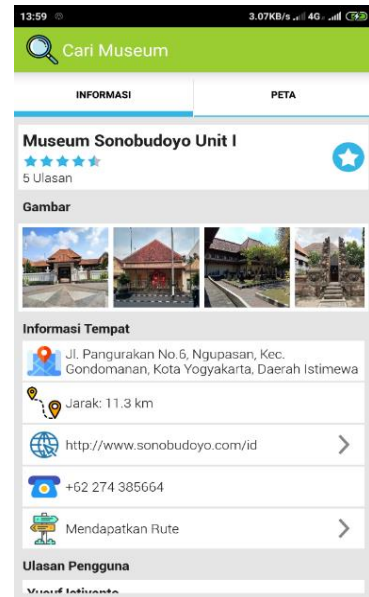 13:59 3.07KB/s 4G
Cari Museum
INFORMASI PETA
Museum Sonobudoyo Unit I
5 Ulasan
Gambar
Informasi Tempat
Jl. Pangurakan No.6, Ngupasan, Kec.
Gondomanan, Kota Yogyakarta, Daerah Istimewa
Jarak: 11.3 km
http://www.sonobudoyo.com/id
+62 274 385664
Mendapatkan Rute
Ulasan Pengguna